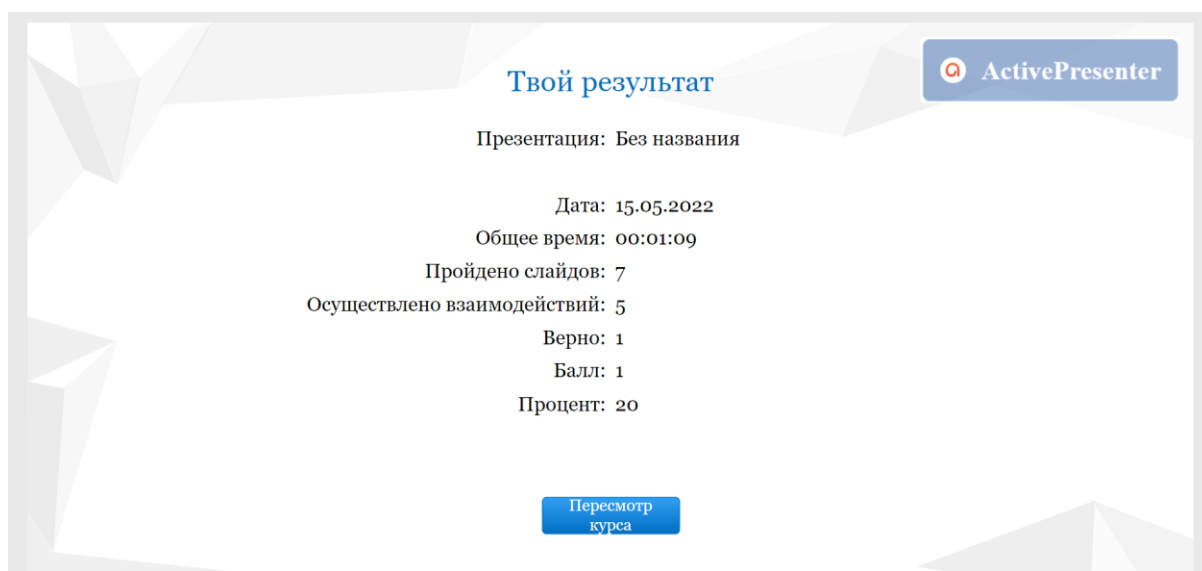 ActivePresenter
Твой результат
Презентация: Без названия
Дата: 15.05.2022
Общее время: 00:01:09
Пройдено слайдов: 7
Осуществлено взаимодействий: 5
Верно: 1
Балл: 1
Процент: 20
Пересмотр
курса